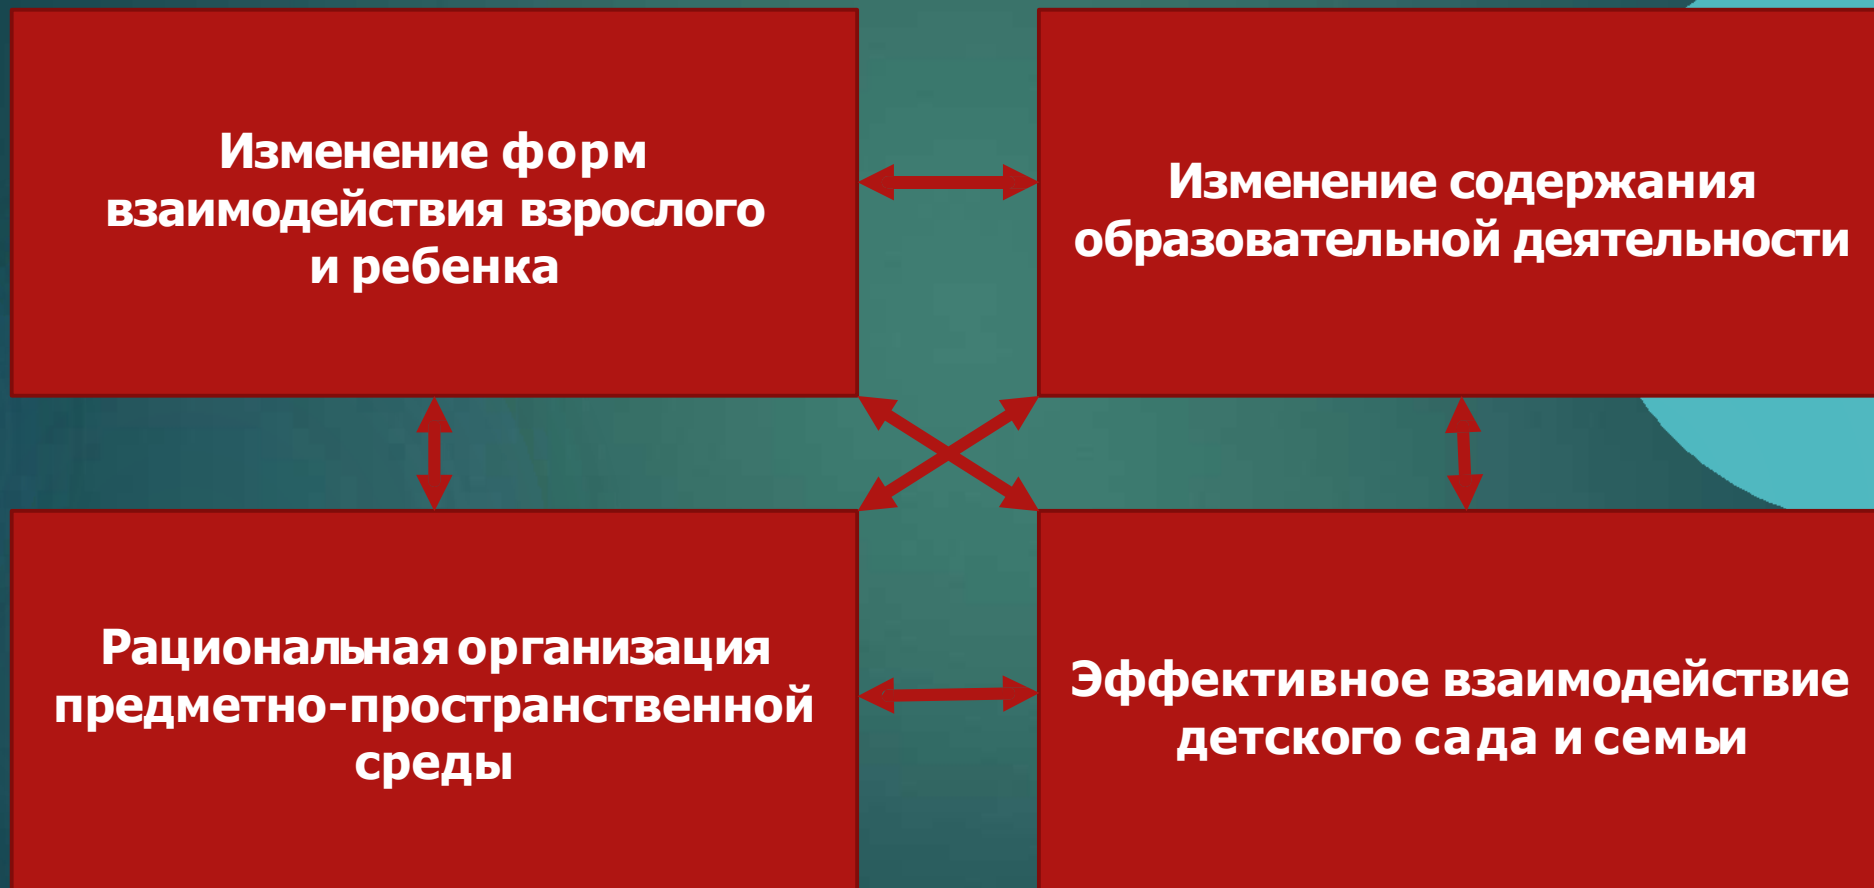 Изменение форм
взаимодействия взрослого
и ребенка
Изменение содержания
образовательной деятельности
Рациональная организация
предметно-пространственной
среды
Эффективное взаимодействие
детского сада и семьи